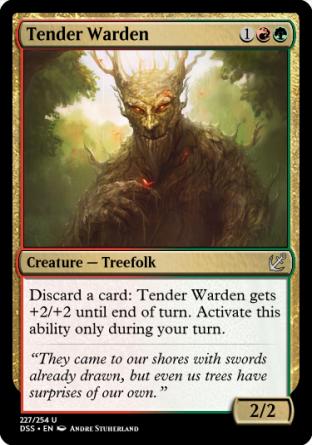 Tender Warden 1
Creature — Treefolk
Discard a card: Tender Warden gets
+2/+2 until end of turn. Activate this
ability only during your turn.
“They came to our shores with swords
already drawn, but even us trees have
surprises of our own.”
2/2
227/254 U
DSS • EN Andre Stuherland